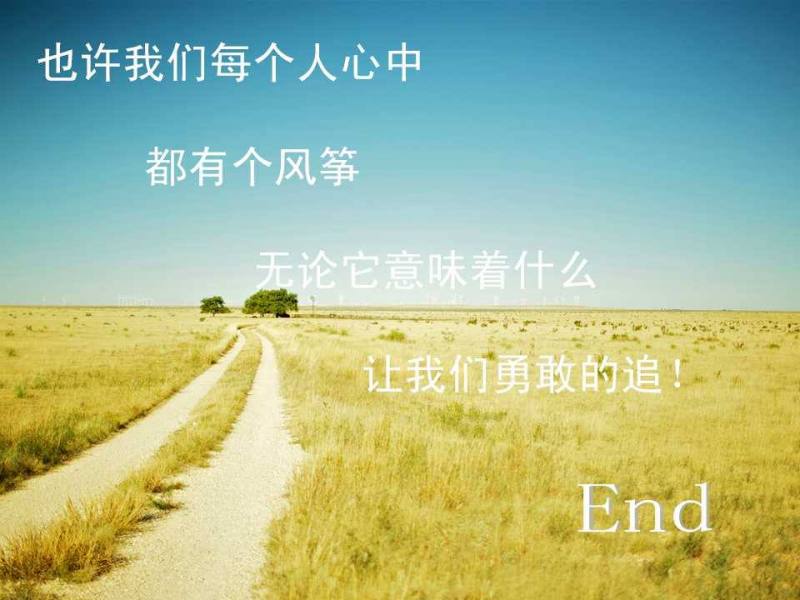 也许我们每个人心中
都有个风筝
无论它意味着什么
让我们勇敢的追！
End